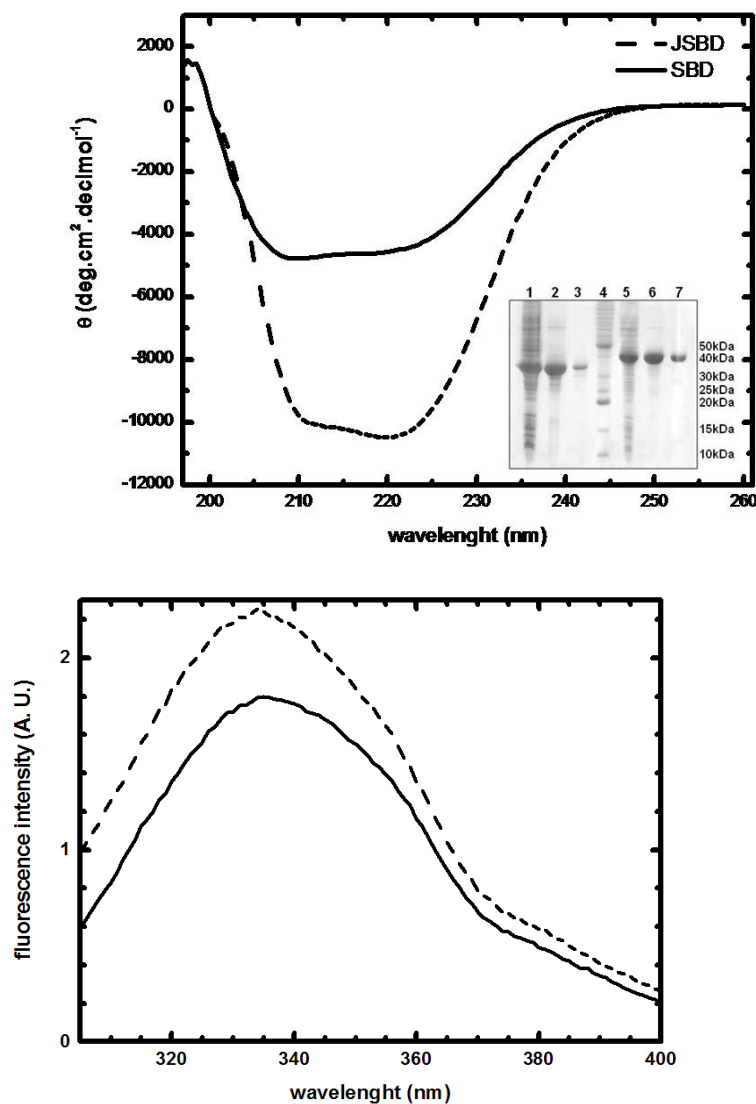 2000
0
-2000
-4000
-6000
-8000
-10000
-12000
θ (deg.cm².decimol⁻¹)
JSBD
SBD
1 2 3 4 5 6 7
50kDa
40kDa
30kDa
25kDa
20kDa
15kDa
10kDa
200 210 220 230 240 250 260
wavelenght (nm)
2
1
0
fluorescence intensity (A. U.)
320 340 360 380 400
wavelenght (nm)